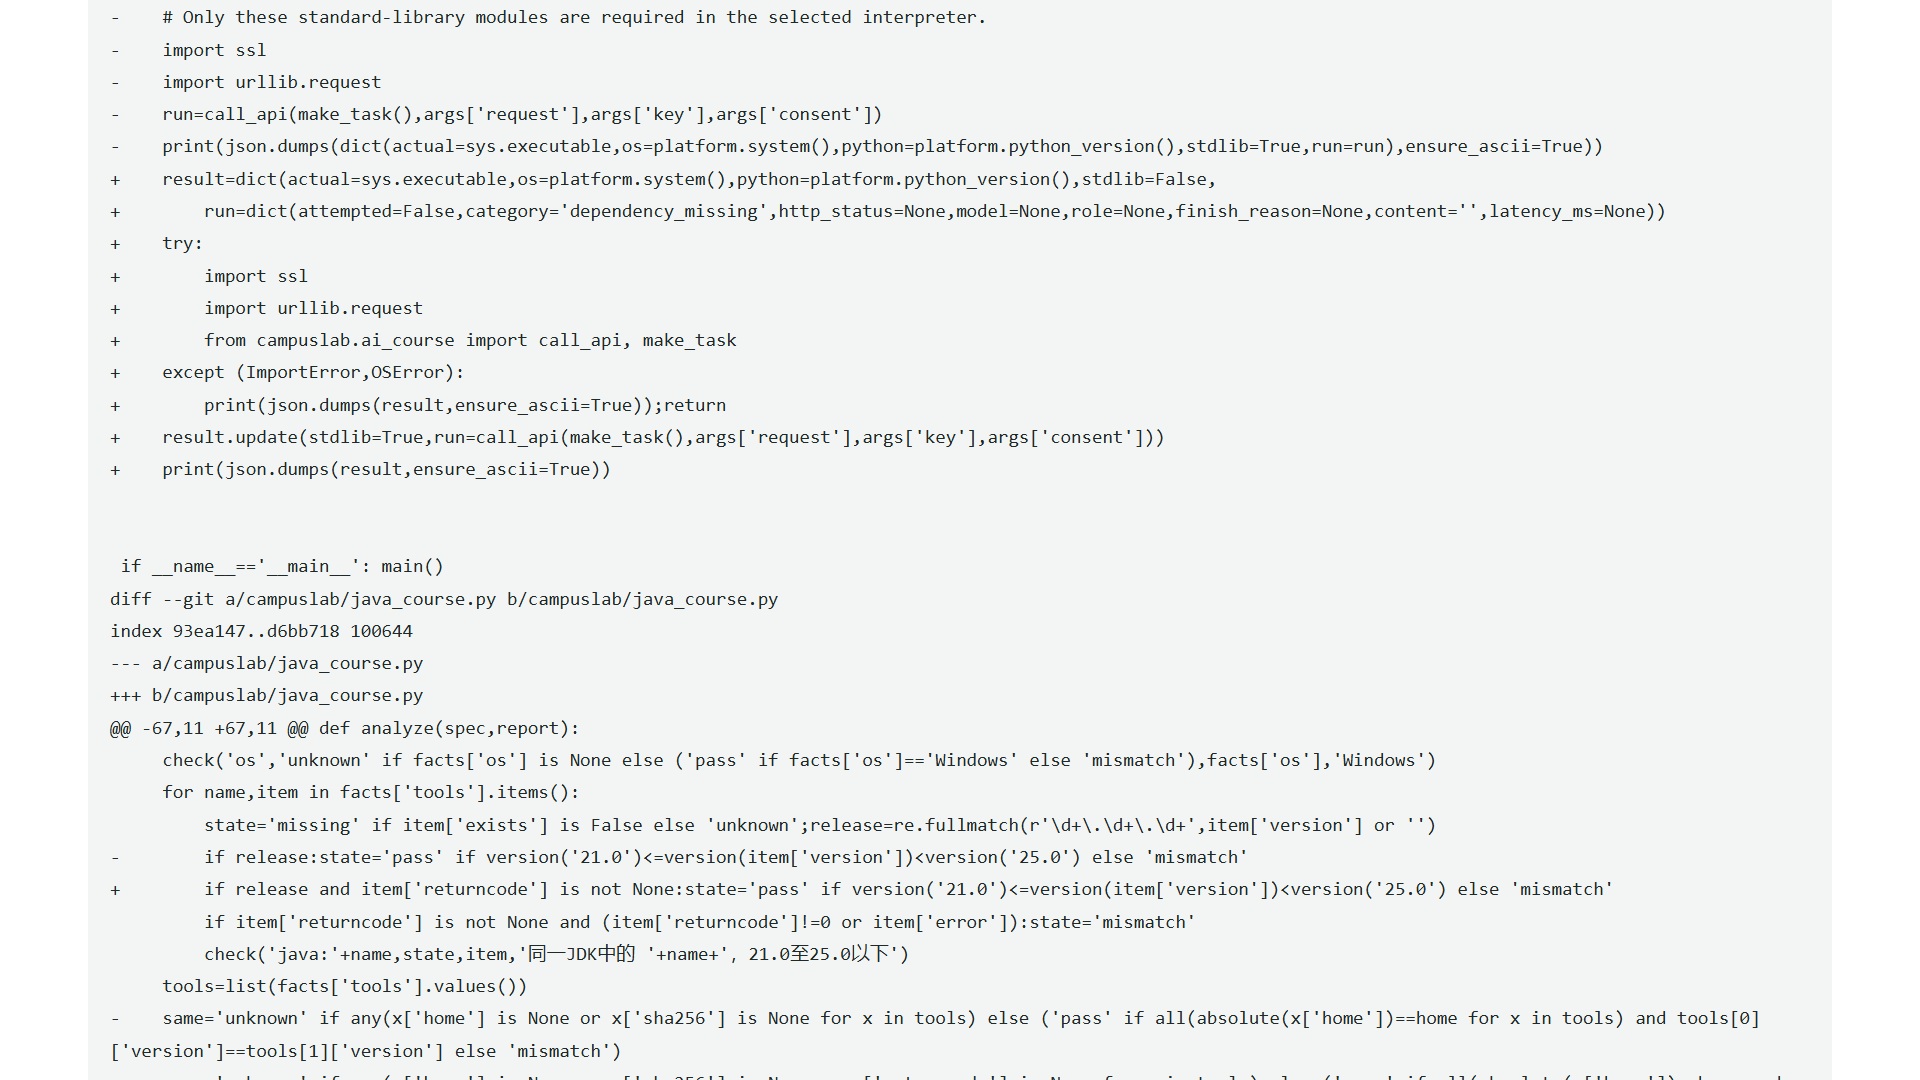 -    # Only these standard-library modules are required in the selected interpreter.
-    import ssl
-    import urllib.request
-    run=call_api(make_task(),args['request'],args['key'],args['consent'])
-    print(json.dumps(dict(actual=sys.executable,os=platform.system(),python=platform.python_version(),stdlib=True,run=run),ensure_ascii=True))
+    result=dict(actual=sys.executable,os=platform.system(),python=platform.python_version(),stdlib=False,
+        run=dict(attempted=False,category='dependency_missing',http_status=None,model=None,role=None,finish_reason=None,content='',latency_ms=None))
+    try:
+        import ssl
+        import urllib.request
+        from campuslab.ai_course import call_api, make_task
+    except (ImportError,OSError):
+        print(json.dumps(result,ensure_ascii=True));return
+    result.update(stdlib=True,run=call_api(make_task(),args['request'],args['key'],args['consent']))
+    print(json.dumps(result,ensure_ascii=True))
 if __name__=='__main__': main()
diff --git a/campuslab/java_course.py b/campuslab/java_course.py
index 93ea147..d6bb718 100644
--- a/campuslab/java_course.py
+++ b/campuslab/java_course.py
@@ -67,11 +67,11 @@ def analyze(spec,report):
     check('os','unknown' if facts['os'] is None else ('pass' if facts['os']=='Windows' else 'mismatch'),facts['os'],'Windows')
     for name,item in facts['tools'].items():
         state='missing' if item['exists'] is False else 'unknown';release=re.fullmatch(r'\d+\.\d+\.\d+',item['version'] or '')
-        if release:state='pass' if version('21.0')<=version(item['version'])<version('25.0') else 'mismatch'
+        if release and item['returncode'] is not None:state='pass' if version('21.0')<=version(item['version'])<version('25.0') else 'mismatch'
         if item['returncode'] is not None and (item['returncode']!=0 or item['error']):state='mismatch'
         check('java:'+name,state,item,'同一JDK中的 '+name+', 21.0至25.0以下')
     tools=list(facts['tools'].values())
-    same='unknown' if any(x['home'] is None or x['sha256'] is None for x in tools) else ('pass' if all(absolute(x['home'])==home for x in tools) and tools[0]
['version']==tools[1]['version'] else 'mismatch')